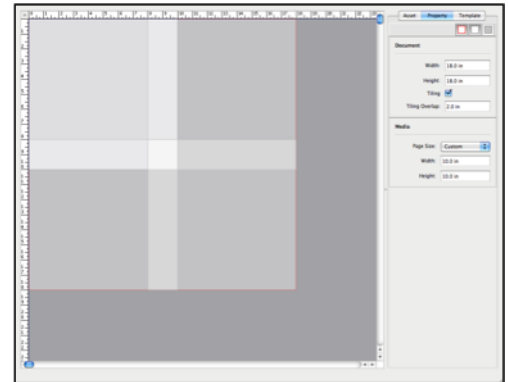 Asset Property Template
Document
Width: 18.0 in
Height: 18.0 in
Tiling
Tiling Overlap: 2.0 in
Media
Page Size: Custom
Width: 10.0 in
Height: 10.0 in